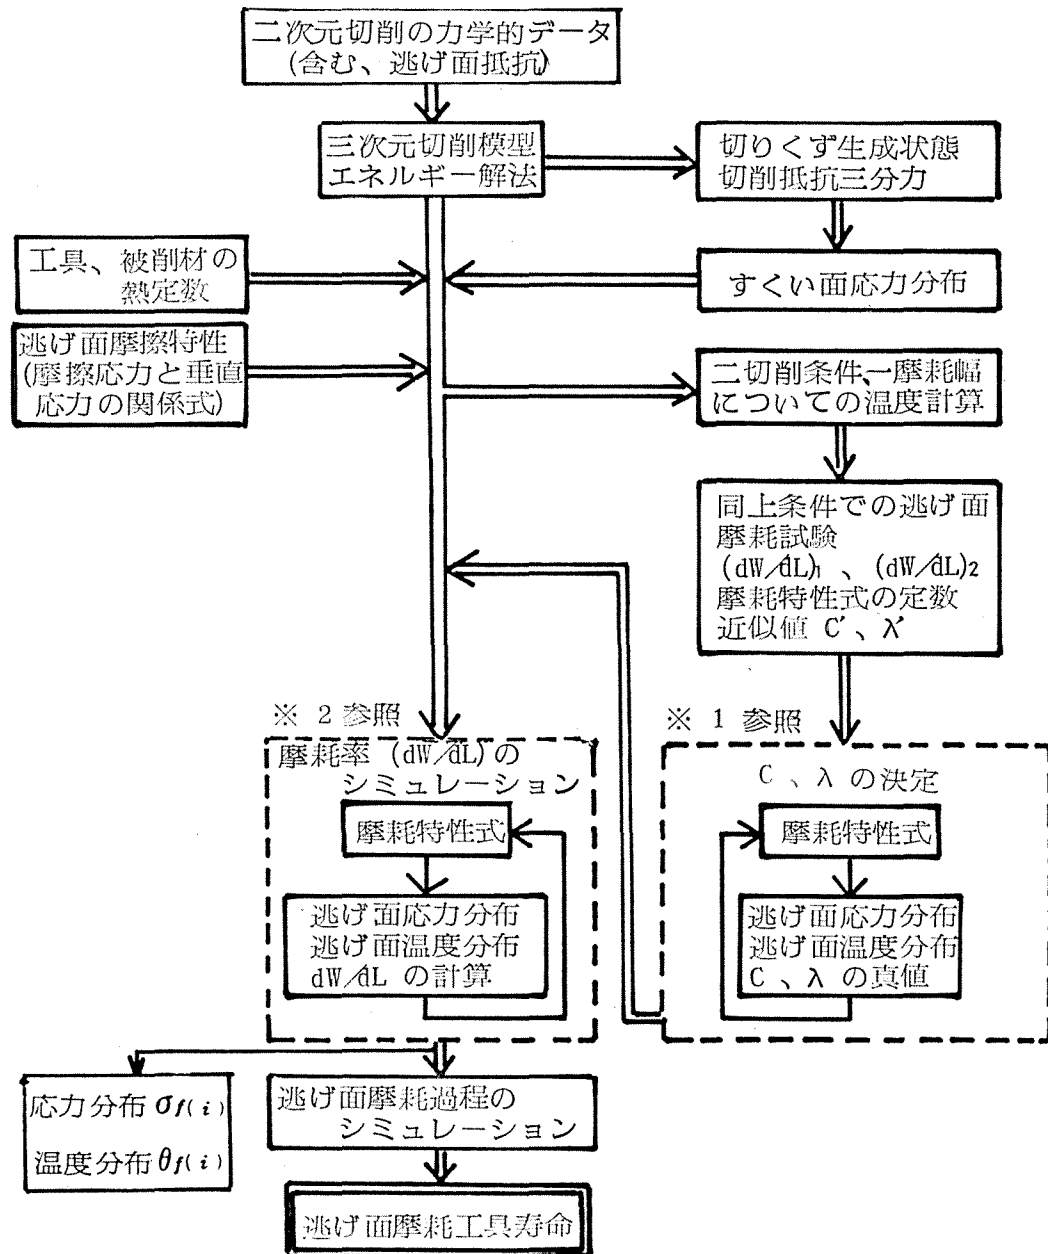 二次元切削の力学的データ
(含む、逃げ面抵抗)
三次元切削模型
エネルギー解法
切りくず生成状態
切削抵抗三分力
工具、被削材の
熱定数
すくい面応力分布
逃げ面摩擦特性
(摩擦応力と垂直
応力の関係式)
二切削条件、一摩耗幅
についての温度計算
同上条件での逃げ面
摩耗試験
(dW/dL)₁、(dW/dL)₂
摩耗特性式の定数
近似値 C′、λ′
※ 2 参照
摩耗率 (dW/dL)の
シミュレーション
摩耗特性式
逃げ面応力分布
逃げ面温度分布
dW/dL の計算
※ 1 参照
C 、λ の決定
摩耗特性式
逃げ面応力分布
逃げ面温度分布
C 、λ の真値
応力分布 σf(i)
温度分布 θf(i)
逃げ面摩耗過程の
シミュレーション
逃げ面摩耗工具寿命